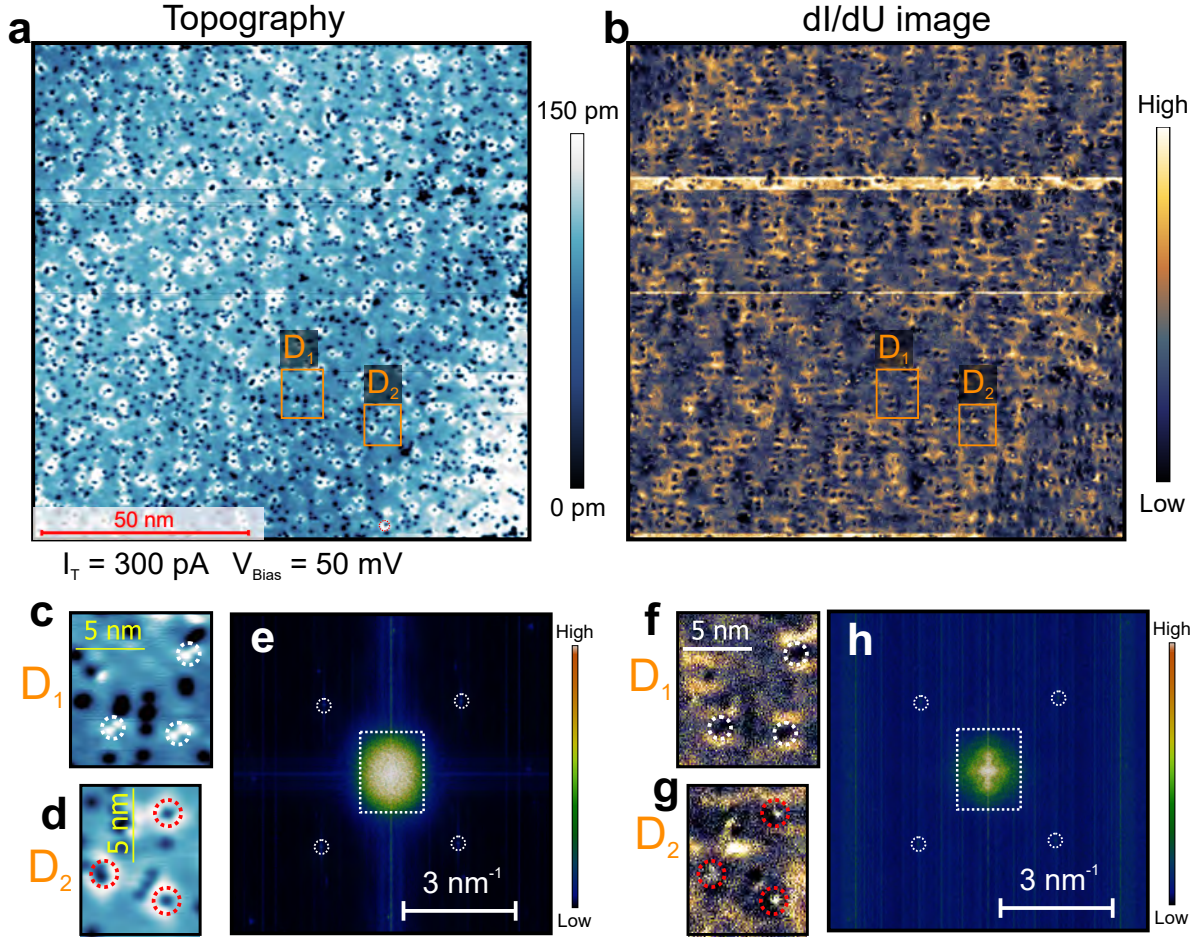 Topography
dI/dU image
a
b
150 pm
0 pm
High
Low
D₁
D₂
D₁
D₂
50 nm
I_T = 300 pA V_Bias = 50 mV
c
5 nm
D₁
d
5 nm
D₂
e
3 nm⁻¹
High
Low
f
5 nm
D₁
g
D₂
h
3 nm⁻¹
High
Low